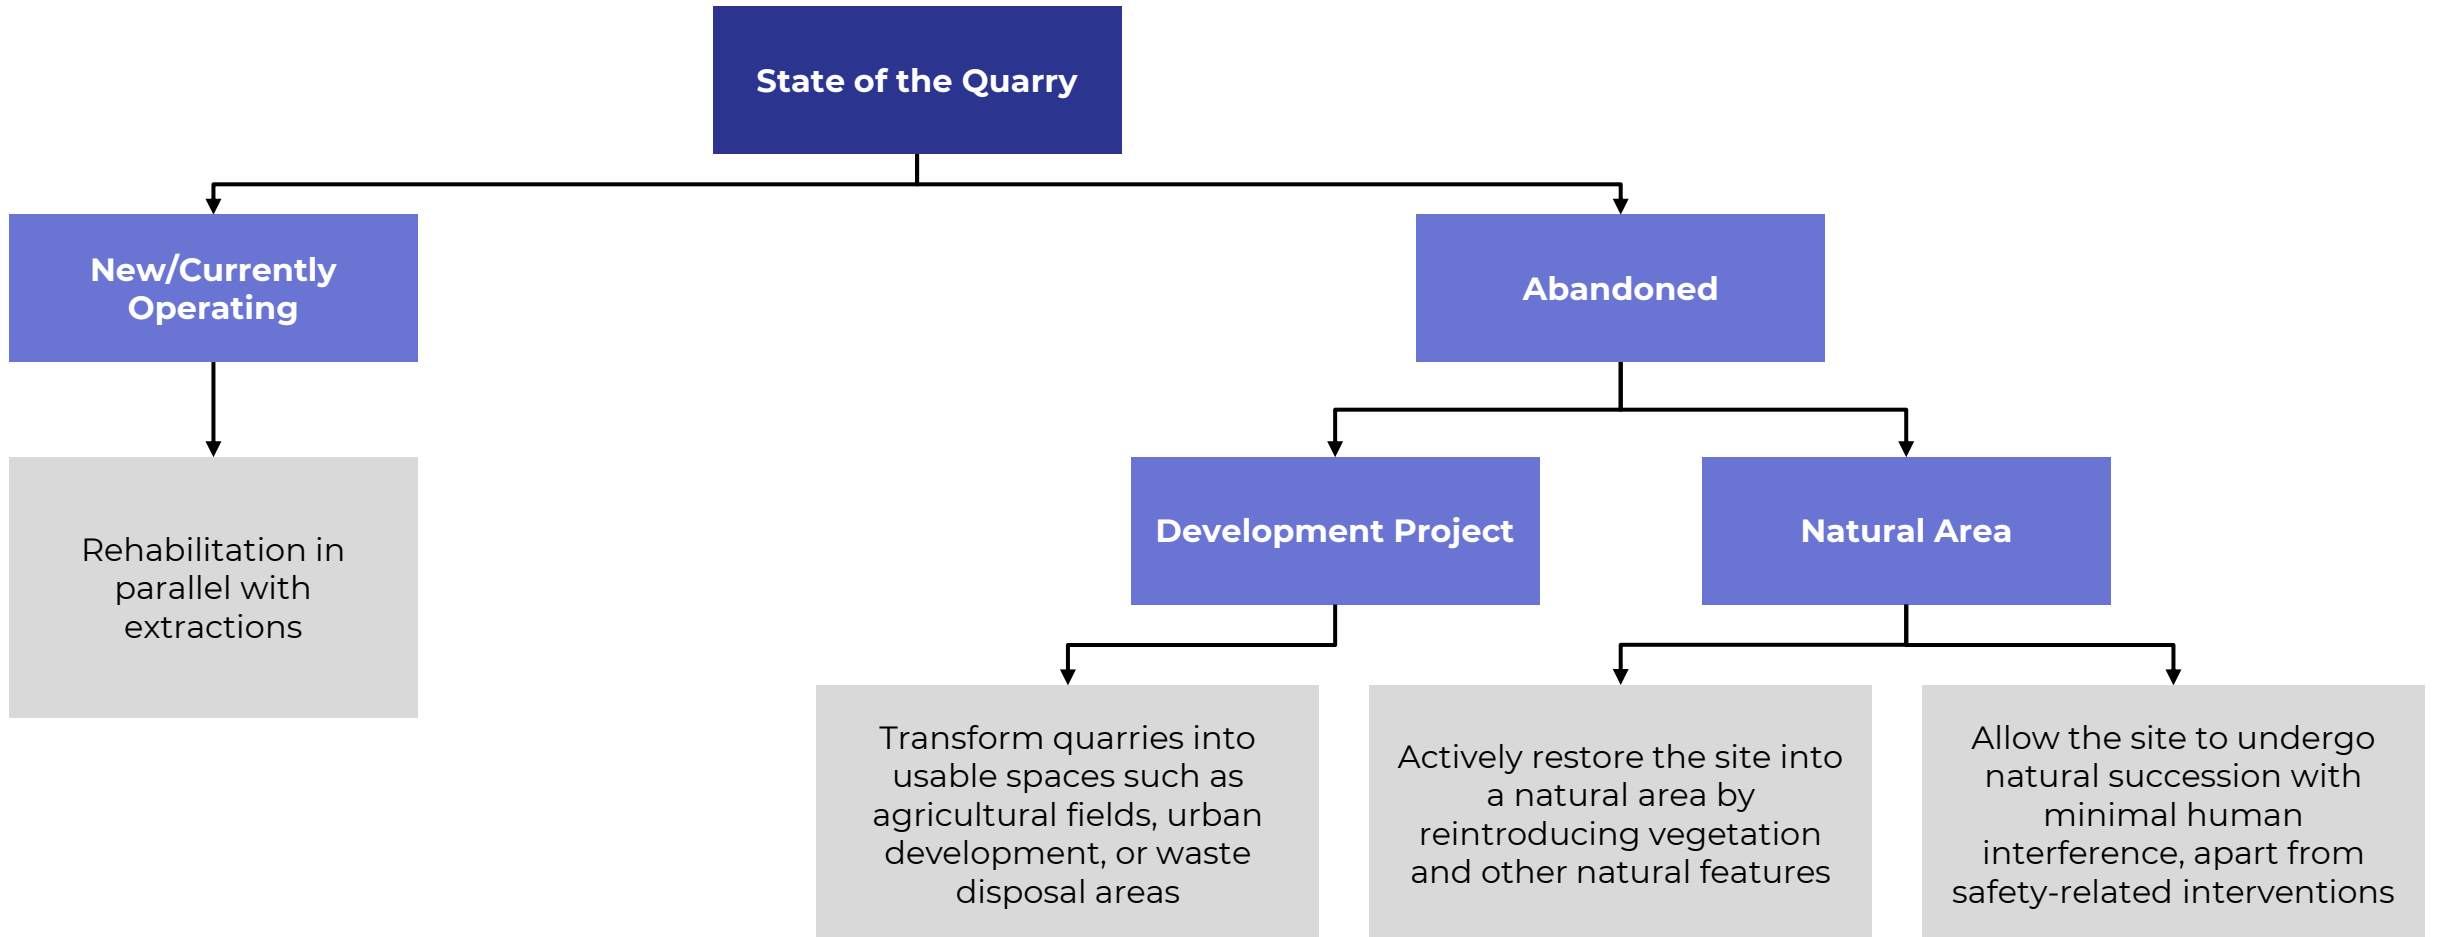 State of the Quarry
New/Currently
Operating
Abandoned
Rehabilitation in
parallel with
extractions
Development Project
Natural Area
Transform quarries into
usable spaces such as
agricultural fields, urban
development, or waste
disposal areas
Actively restore the site into
a natural area by
reintroducing vegetation
and other natural features
Allow the site to undergo
natural succession with
minimal human
interference, apart from
safety-related interventions